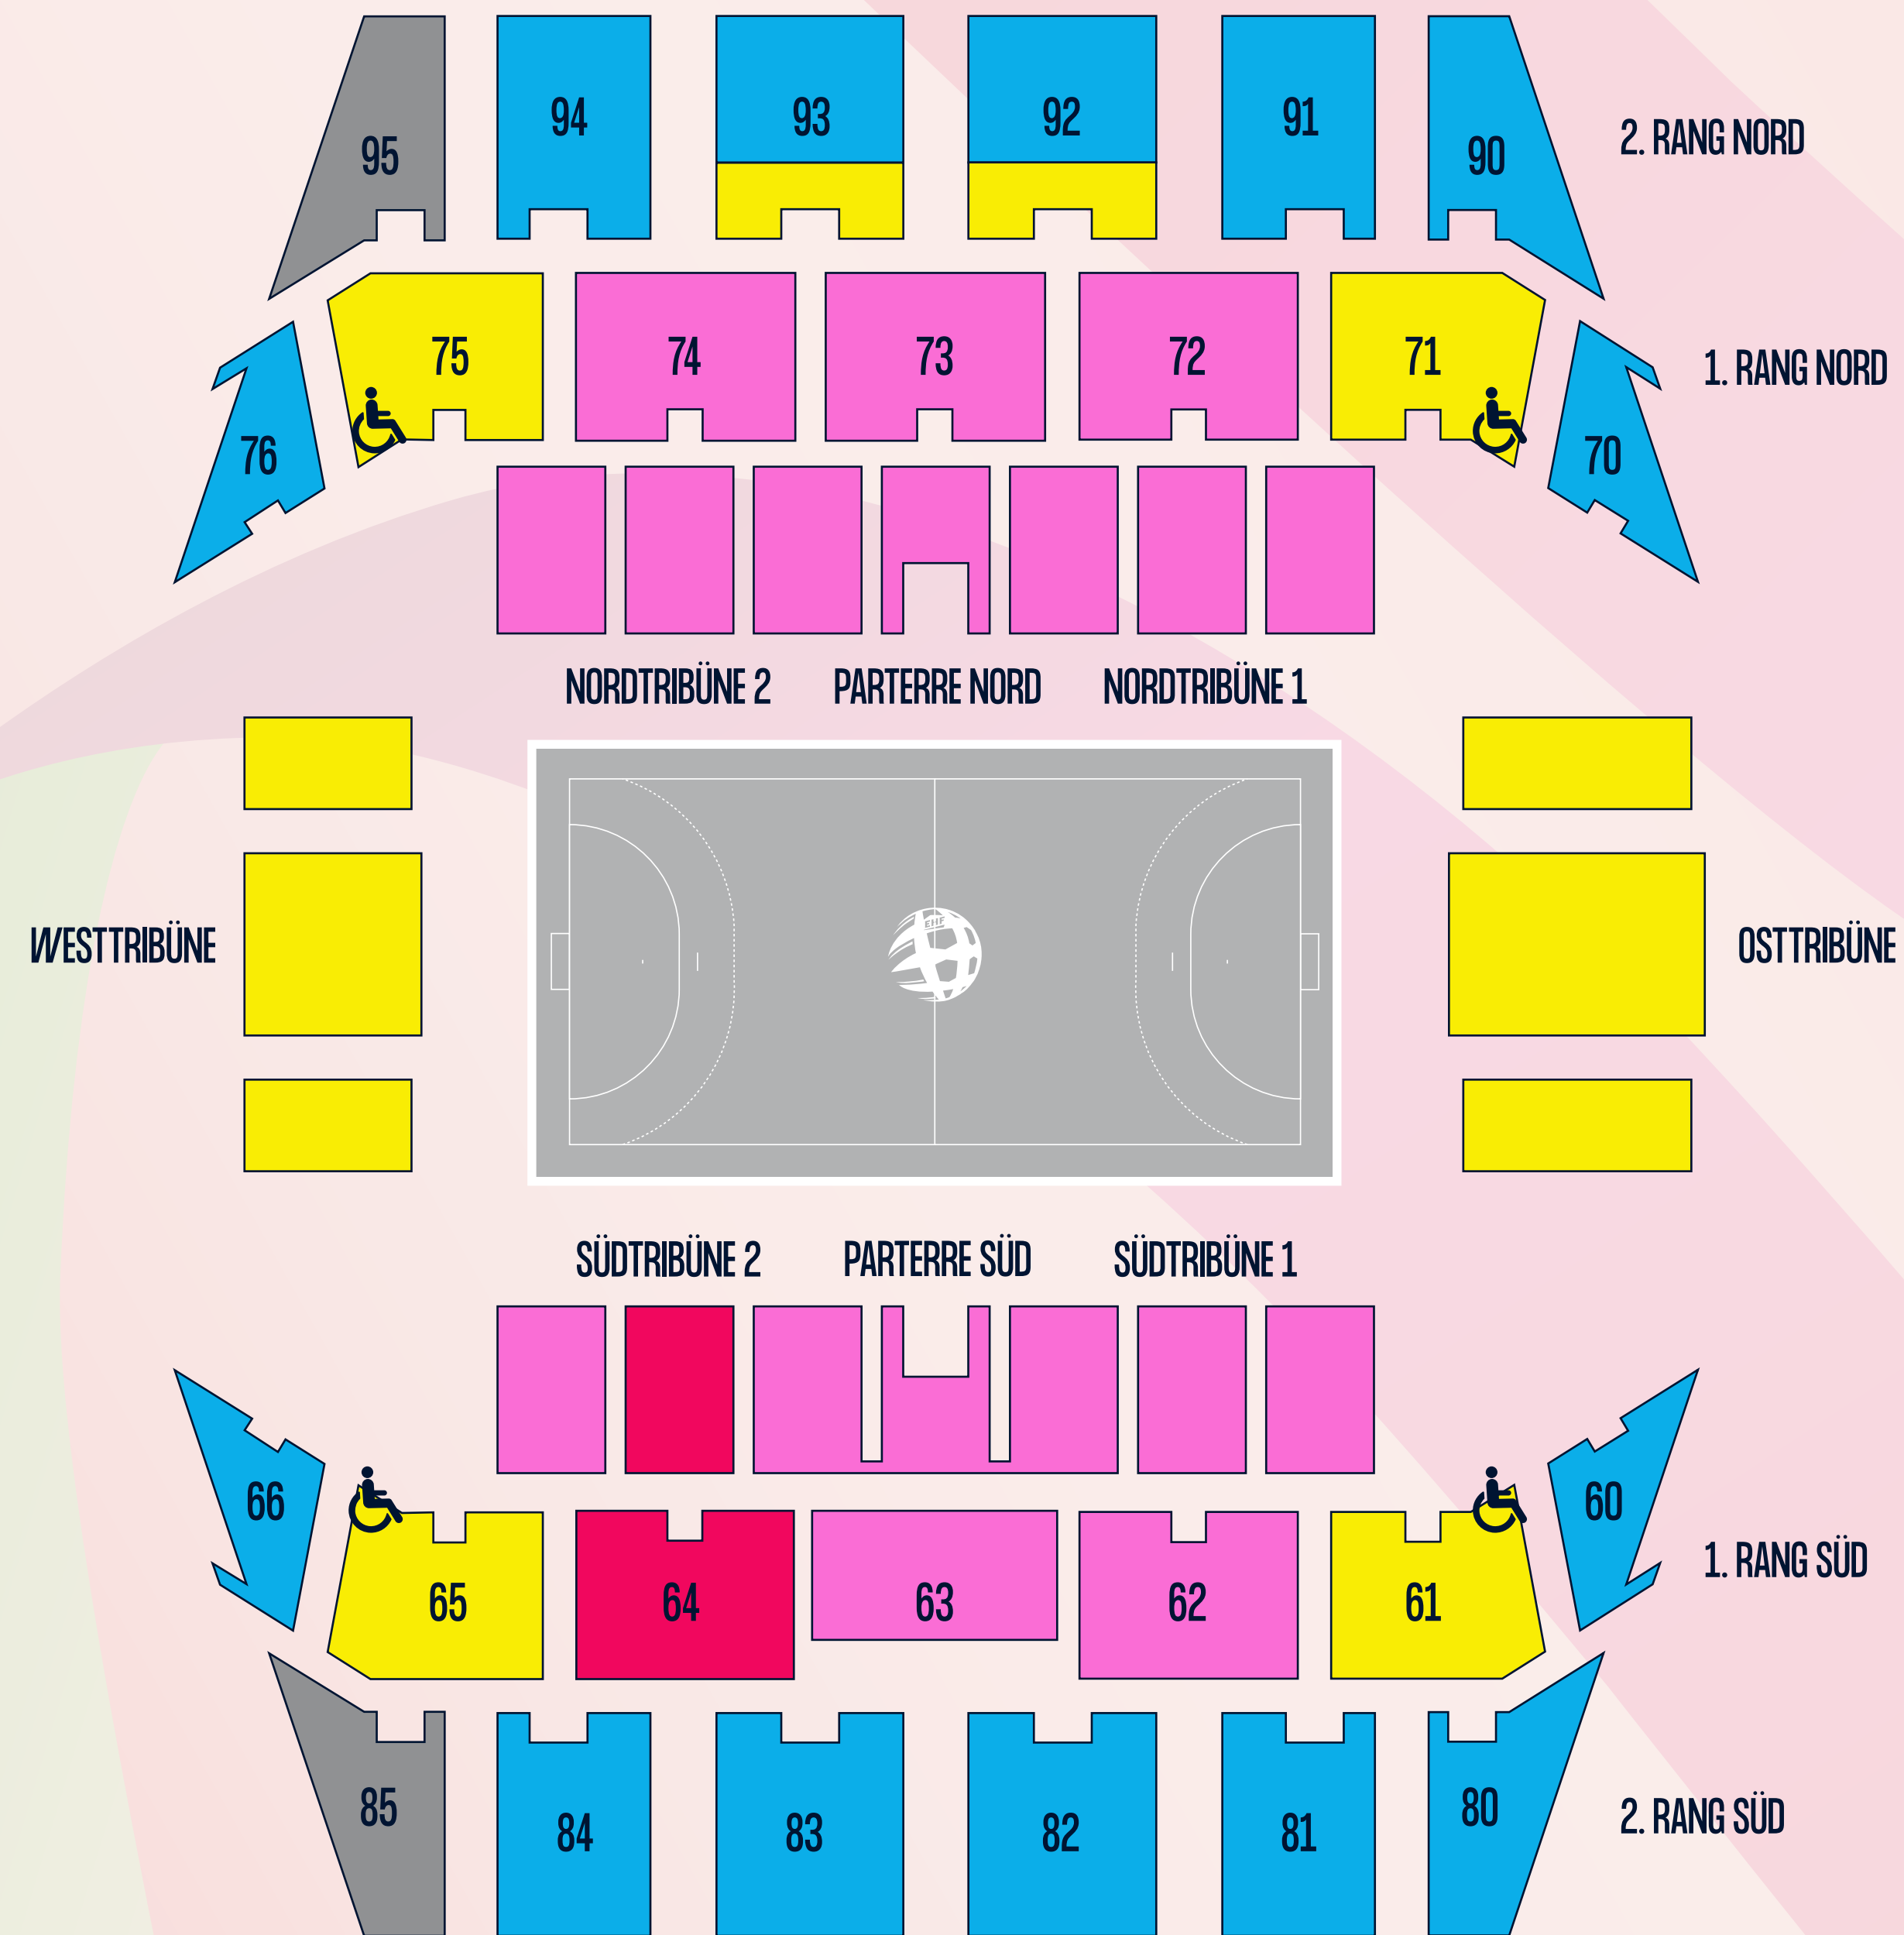 95
94
93
92
91
90
2. RANG NORD
75
74
73
72
71
1. RANG NORD
76
70
NORDTRIBÜNE 2
PARTERRE NORD
NORDTRIBÜNE 1
WESTTRIBÜNE
EHF
OSTTRIBÜNE
SÜDTRIBÜNE 2
PARTERRE SÜD
SÜDTRIBÜNE 1
66
60
65
64
63
62
61
1. RANG SÜD
85
84
83
82
81
80
2. RANG SÜD